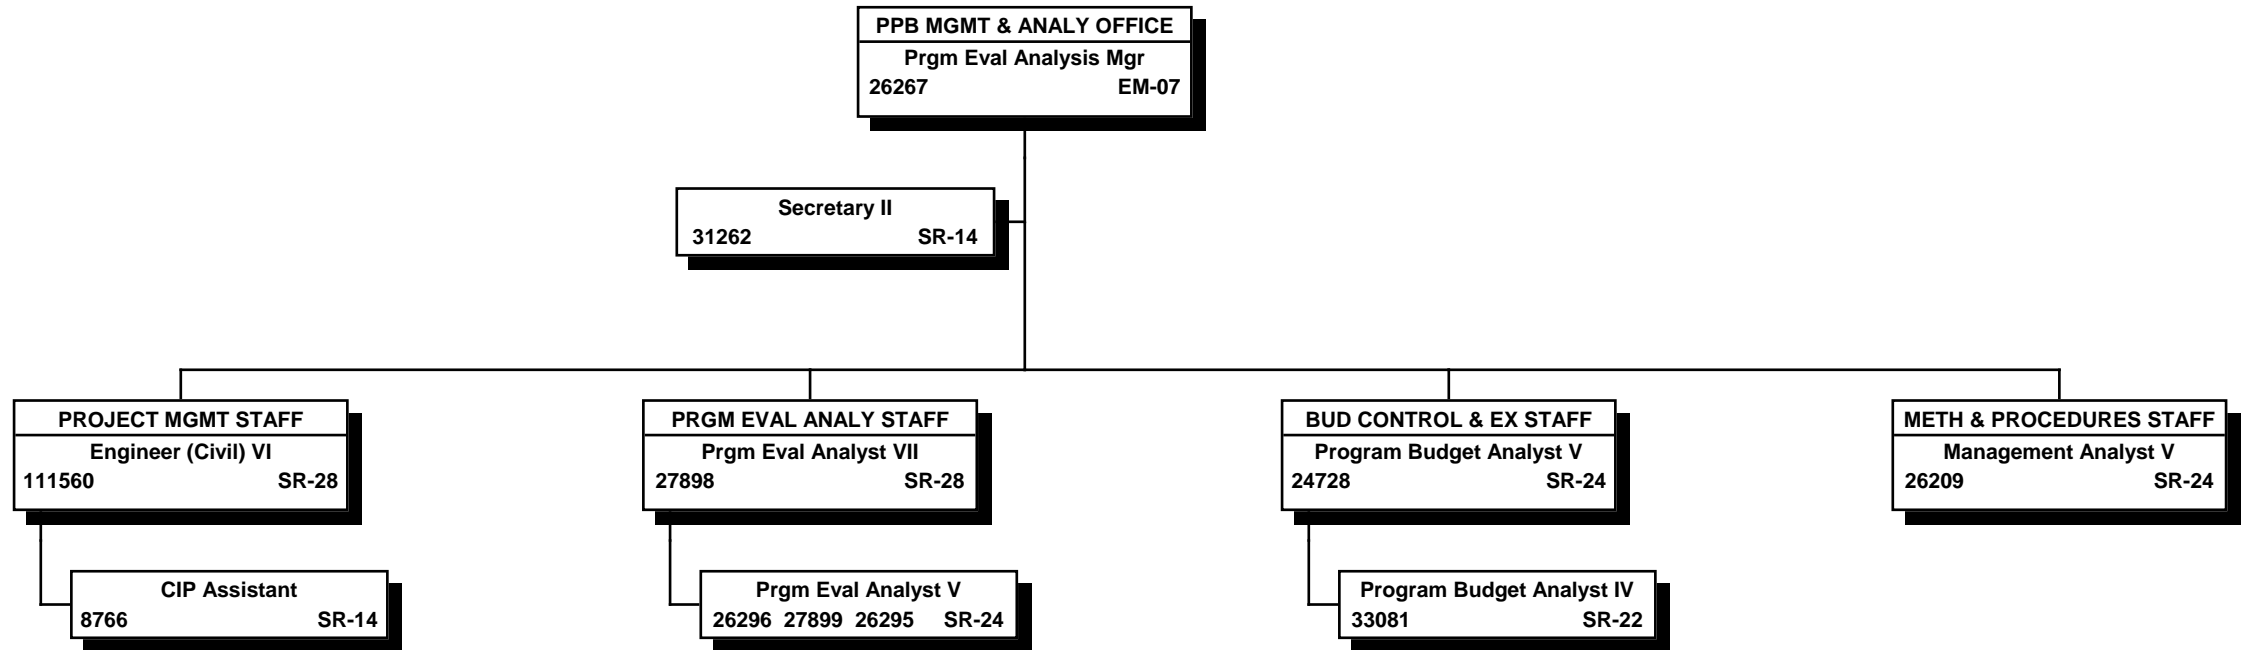 PPB MGMT & ANALY OFFICE
Prgm Eval Analysis Mgr
26267 EM-07
Secretary II
31262 SR-14
PROJECT MGMT STAFF
Engineer (Civil) VI
111560 SR-28
CIP Assistant
8766 SR-14
PRGM EVAL ANALY STAFF
Prgm Eval Analyst VII
27898 SR-28
Prgm Eval Analyst V
26296 27899 26295 SR-24
BUD CONTROL & EX STAFF
Program Budget Analyst V
24728 SR-24
Program Budget Analyst IV
33081 SR-22
METH & PROCEDURES STAFF
Management Analyst V
26209 SR-24